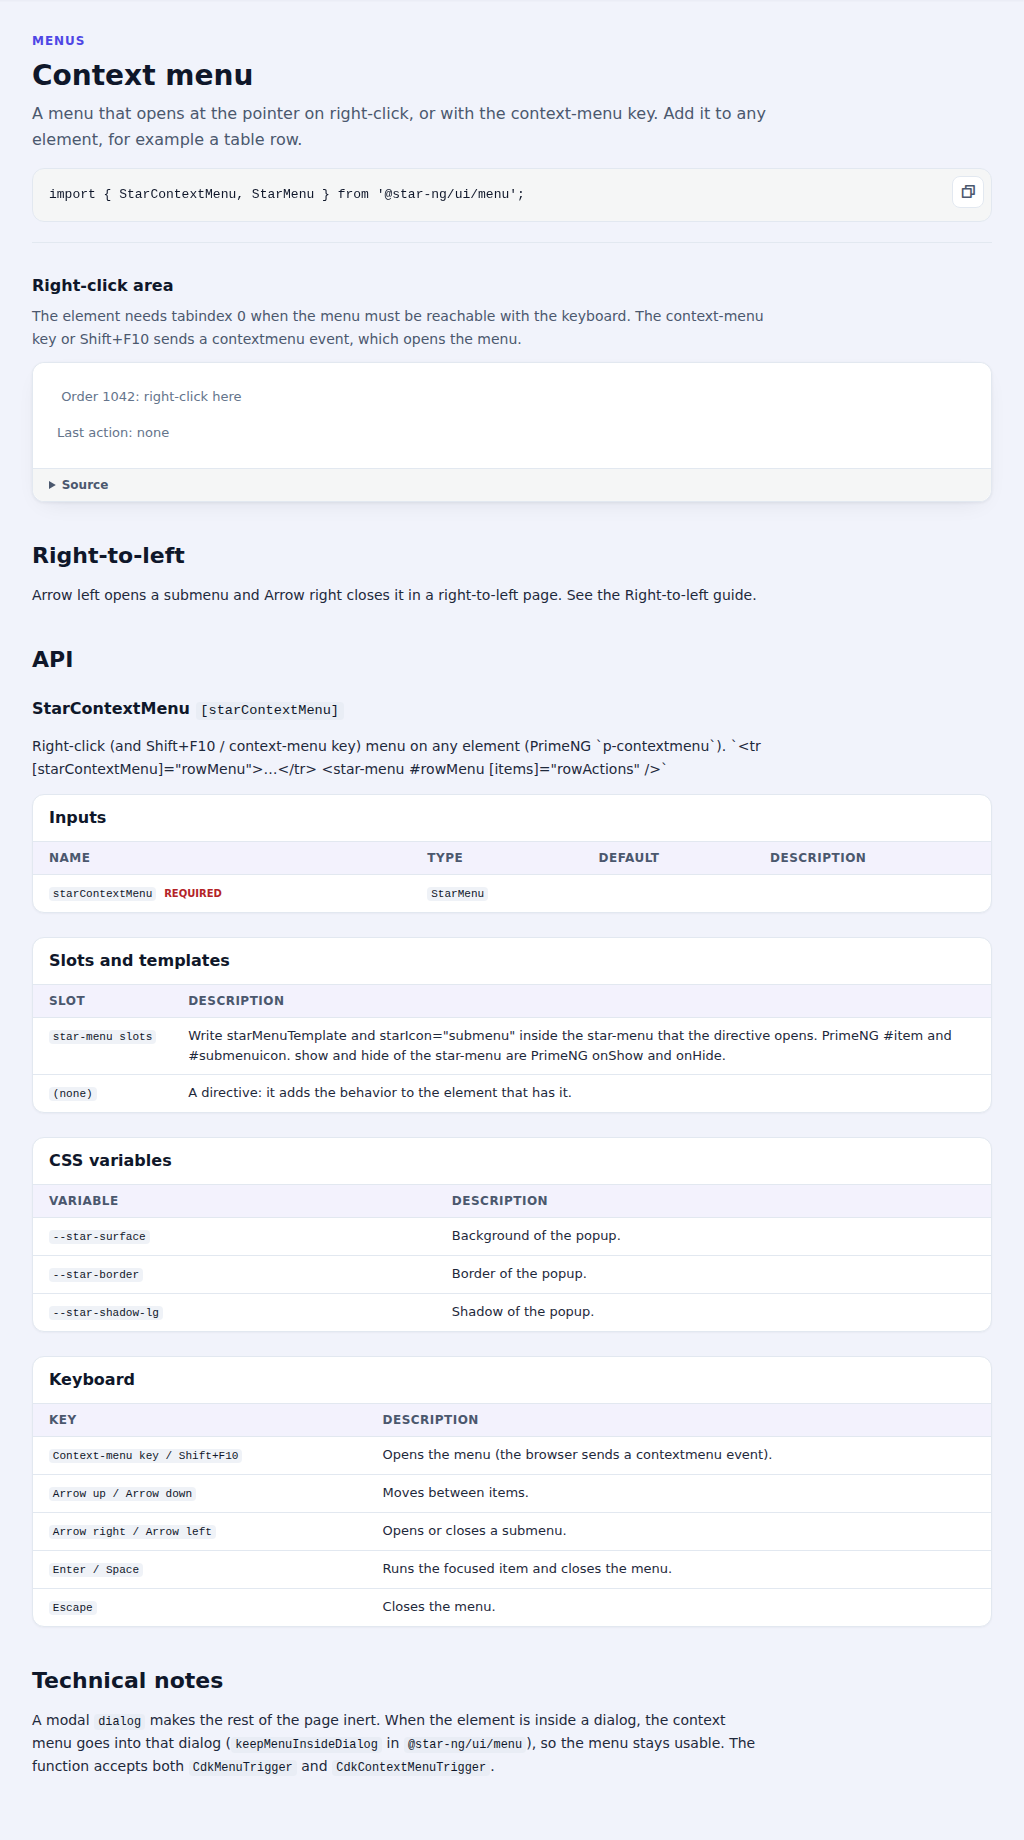 MENUS
Context menu
A menu that opens at the pointer on right-click, or with the context-menu key. Add it to any
element, for example a table row.
import { StarContextMenu, StarMenu } from '@star-ng/ui/menu';
Right-click area
The element needs tabindex 0 when the menu must be reachable with the keyboard. The context-menu
key or Shift+F10 sends a contextmenu event, which opens the menu.
Order 1042: right-click here
Last action: none
Source
Right-to-left
Arrow left opens a submenu and Arrow right closes it in a right-to-left page. See the Right-to-left guide.
API
StarContextMenu [starContextMenu]
Right-click (and Shift+F10 / context-menu key) menu on any element (PrimeNG `p-contextmenu`). `<tr
[starContextMenu]="rowMenu">…</tr> <star-menu #rowMenu [items]="rowActions" />`
Inputs
NAME TYPE DEFAULT DESCRIPTION
starContextMenu REQUIRED StarMenu
Slots and templates
SLOT DESCRIPTION
star-menu slots Write starMenuTemplate and starIcon="submenu" inside the star-menu that the directive opens. PrimeNG #item and
#submenuicon. show and hide of the star-menu are PrimeNG onShow and onHide.
(none) A directive: it adds the behavior to the element that has it.
CSS variables
VARIABLE DESCRIPTION
--star-surface Background of the popup.
--star-border Border of the popup.
--star-shadow-lg Shadow of the popup.
Keyboard
KEY DESCRIPTION
Context-menu key / Shift+F10 Opens the menu (the browser sends a contextmenu event).
Arrow up / Arrow down Moves between items.
Arrow right / Arrow left Opens or closes a submenu.
Enter / Space Runs the focused item and closes the menu.
Escape Closes the menu.
Technical notes
A modal dialog makes the rest of the page inert. When the element is inside a dialog, the context
menu goes into that dialog ( keepMenuInsideDialog in @star-ng/ui/menu ), so the menu stays usable. The
function accepts both CdkMenuTrigger and CdkContextMenuTrigger .